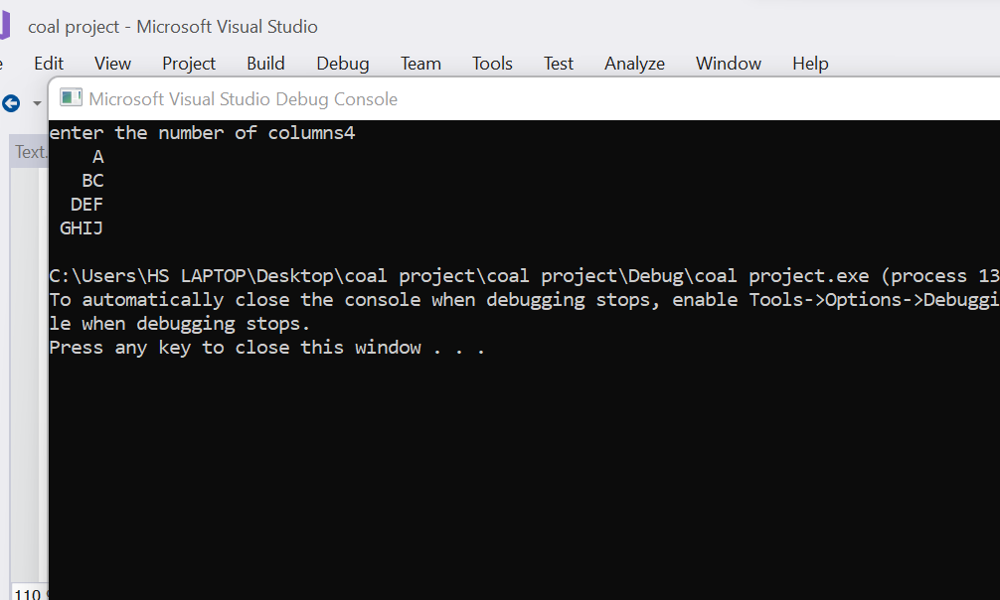 coal project - Microsoft Visual Studio
Edit View Project Build Debug Team Tools Test Analyze Window Help
Microsoft Visual Studio Debug Console
Text.
enter the number of columns4
    A
   BC
  DEF
 GHIJ
C:\Users\HS LAPTOP\Desktop\coal project\coal project\Debug\coal project.exe (process 13
To automatically close the console when debugging stops, enable Tools->Options->Debuggi
le when debugging stops.
Press any key to close this window . . .
110